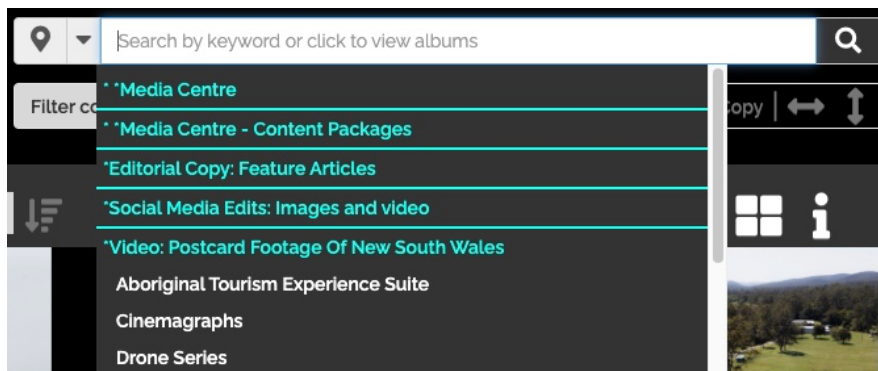 Search by keyword or click to view albums
* *Media Centre
Filter co
opy
* *Media Centre - Content Packages
*Editorial Copy: Feature Articles
*Social Media Edits: Images and video
*Video: Postcard Footage Of New South Wales
Aboriginal Tourism Experience Suite
Cinemagraphs
Drone Series